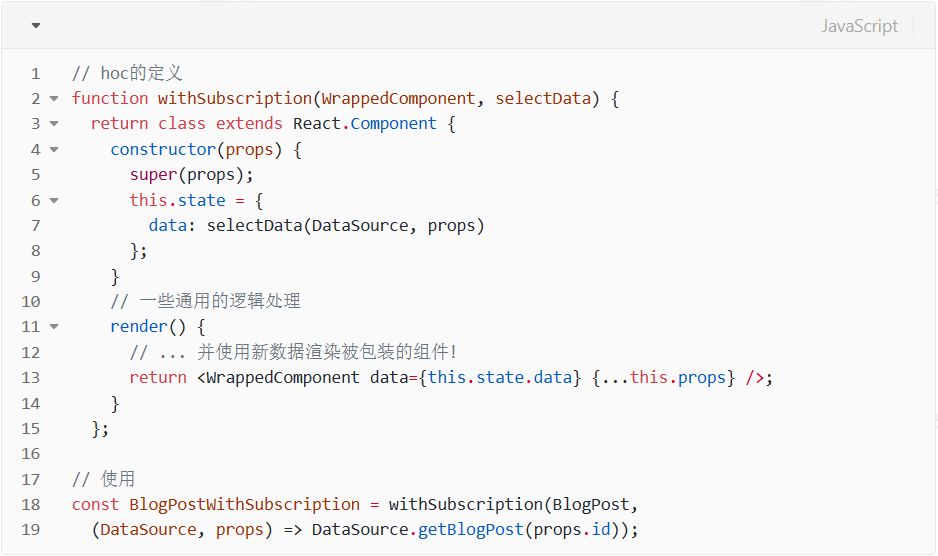 JavaScript
1 // hoc的定义
2 function withSubscription(WrappedComponent, selectData) {
3   return class extends React.Component {
4     constructor(props) {
5       super(props);
6       this.state = {
7         data: selectData(DataSource, props)
8       };
9     }
10     // 一些通用的逻辑处理
11     render() {
12       // ... 并使用新数据渲染被包装的组件!
13       return <WrappedComponent data={this.state.data} {...this.props} />;
14     }
15   };
16
17 // 使用
18 const BlogPostWithSubscription = withSubscription(BlogPost,
19   (DataSource, props) => DataSource.getBlogPost(props.id));